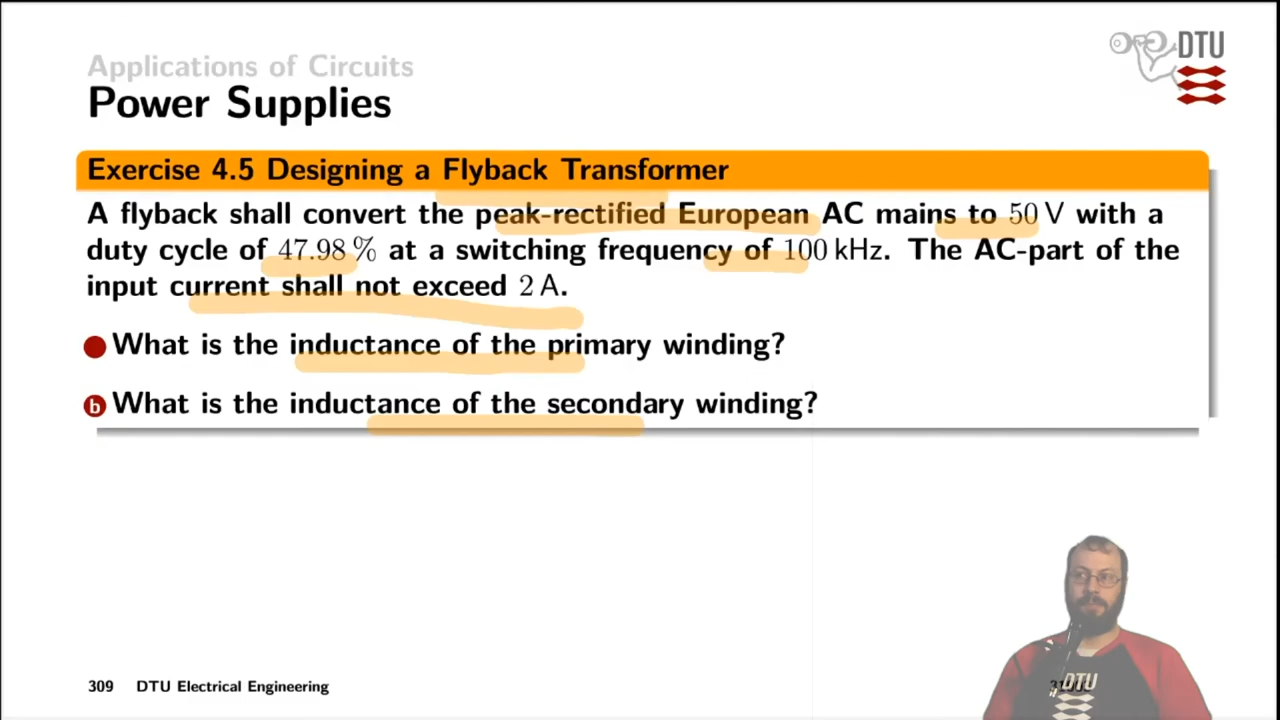 Applications of Circuits
Power Supplies
DTU
Exercise 4.5 Designing a Flyback Transformer
A flyback shall convert the peak-rectified European AC mains to 50 V with a
duty cycle of 47.98 % at a switching frequency of 100 kHz. The AC-part of the
input current shall not exceed 2 A.
What is the inductance of the primary winding?
b What is the inductance of the secondary winding?
309 DTU Electrical Engineering
DTU